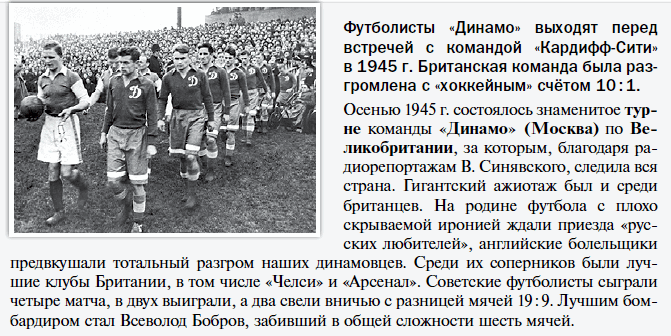 Футболисты «Динамо» выходят перед
встречей с командой «Кардифф-Сити»
в 1945 г. Британская команда была раз-
громлена с «хоккейным» счётом 10 : 1.
Осенью 1945 г. состоялось знаменитое тур-
не команды «Динамо» (Москва) по Ве-
ликобритании, за которым, благодаря ра-
диорепортажам В. Синявского, следила вся
страна. Гигантский ажиотаж был и среди
британцев. На родине футбола с плохо
скрываемой иронией ждали приезда «рус-
ских любителей», английские болельщики
предвкушали тотальный разгром наших динамовцев. Среди их соперников были луч-
шие клубы Британии, в том числе «Челси» и «Арсенал». Советские футболисты сыграли
четыре матча, в двух выиграли, а два свели вничью с разницей мячей 19 : 9. Лучшим бом-
бардиром стал Всеволод Бобров, забивший в общей сложности шесть мячей.